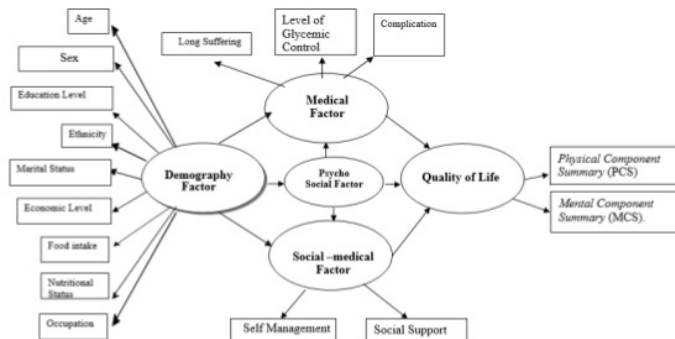 Age
Sex
Education Level
Ethnicity
Marital Status
Economic Level
Food intake
Nutritional
Status
Occupation
Demography
Factor
Long Suffering
Level of
Glycemic
Control
Complication
Medical
Factor
Psycho
Social Factor
Social –medical
Factor
Self Management
Social Support
Quality of Life
Physical Component
Summary (PCS)
Mental Component
Summary (MCS).